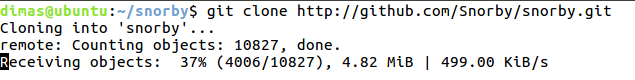 dimas@ubuntu:~/snorby$ git clone http://github.com/Snorby/snorby.git
Cloning into 'snorby'...
remote: Counting objects: 10827, done.
Receiving objects:  37% (4006/10827), 4.82 MiB | 499.00 KiB/s